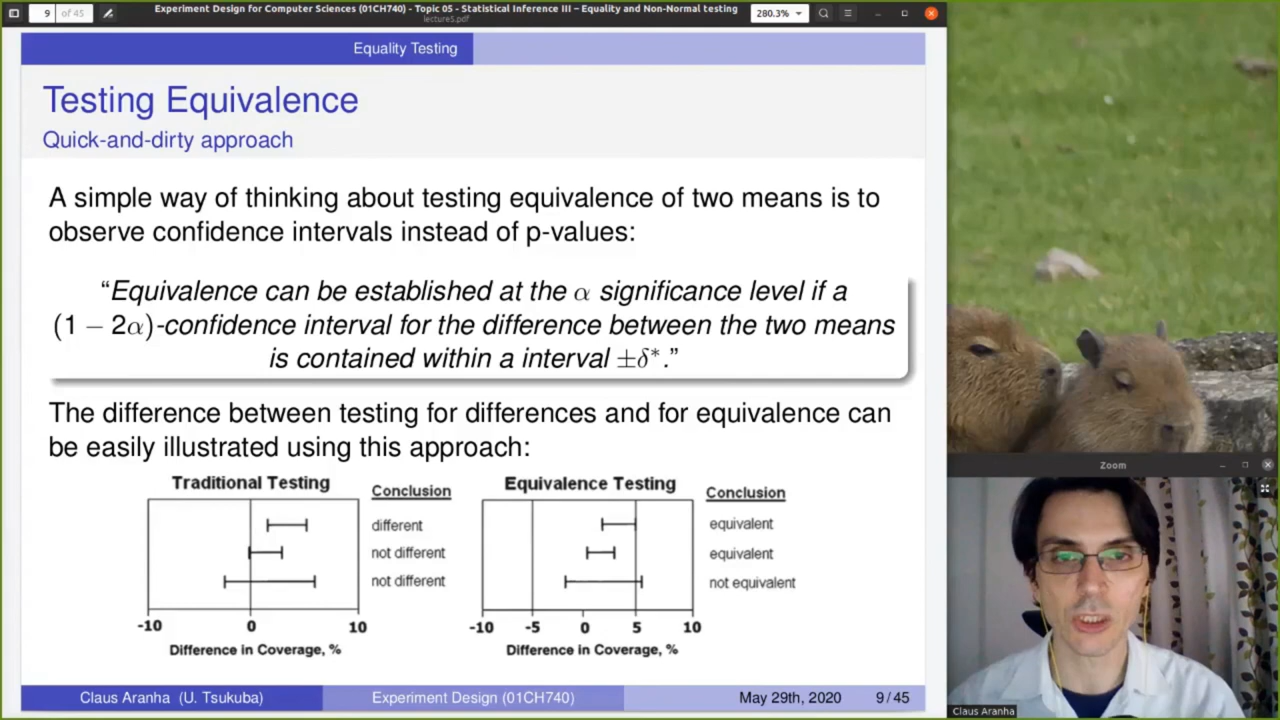 9 of 45
Experiment Design for Computer Sciences (01CH740) - Topic 05 - Statistical Inference III – Equality and Non-Normal testing
lecture5.pdf
280.3%
Equality Testing
Testing Equivalence
Quick-and-dirty approach
A simple way of thinking about testing equivalence of two means is to
observe confidence intervals instead of p-values:
“Equivalence can be established at the α significance level if a
(1 − 2α)-confidence interval for the difference between the two means
is contained within a interval ±δ*.”
The difference between testing for differences and for equivalence can
be easily illustrated using this approach:
Traditional Testing
Conclusion
different
not different
not different
-10 0 10
Difference in Coverage, %
Equivalence Testing
Conclusion
equivalent
equivalent
not equivalent
-10 -5 0 5 10
Difference in Coverage, %
Claus Aranha (U. Tsukuba) Experiment Design (01CH740) May 29th, 2020 9 / 45
Zoom
Claus Aranha